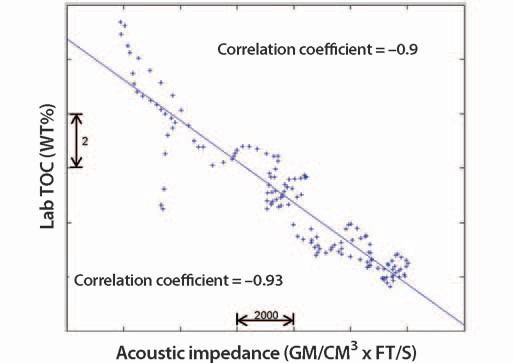 Correlation coefficient = –0.9
Lab TOC (WT%)
2
Correlation coefficient = –0.93
2000
Acoustic impedance (GM/CM³ x FT/S)